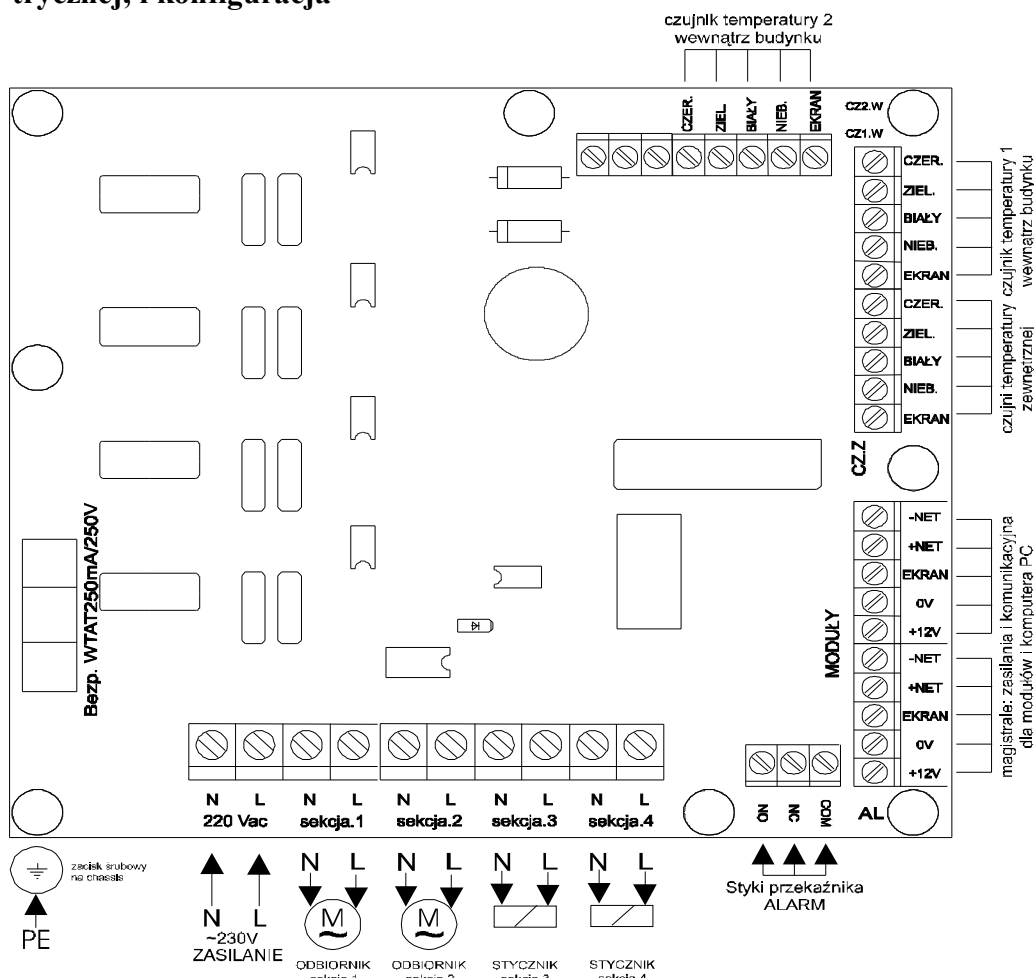 trycznej, i konfiguracja
czujnik temperatury 2
wewnątrz budynku
CZER.
ZIEL.
BIAŁY
NIEB.
EKRAN
CZ2.W
CZ1.W
CZER.
ZIEL.
BIAŁY
NIEB.
EKRAN
czujnik temperatury 1
wewnatrz budynku
CZER.
ZIEL.
BIAŁY
NIEB.
EKRAN
czujni temperatury
zewnętrznej
CZ.Z
-NET
+NET
EKRAN
0V
+12V
-NET
+NET
EKRAN
0V
+12V
MODUŁY
magistrale: zasilania i komunikacyjna
dla modułów i komputera PC
Bezp. WTAT250mA/250V
N L N L N L N L N L
220 Vac sekcja.1 sekcja.2 sekcja.3 sekcja.4
NO
NC
COM
AL
zacisk śrubowy
na chassis
PE
N L
~230V
ZASILANIE
N L N L N L N L
M M
ODBIORNIK ODBIORNIK STYCZNIK STYCZNIK
Styki przekaźnika
ALARM